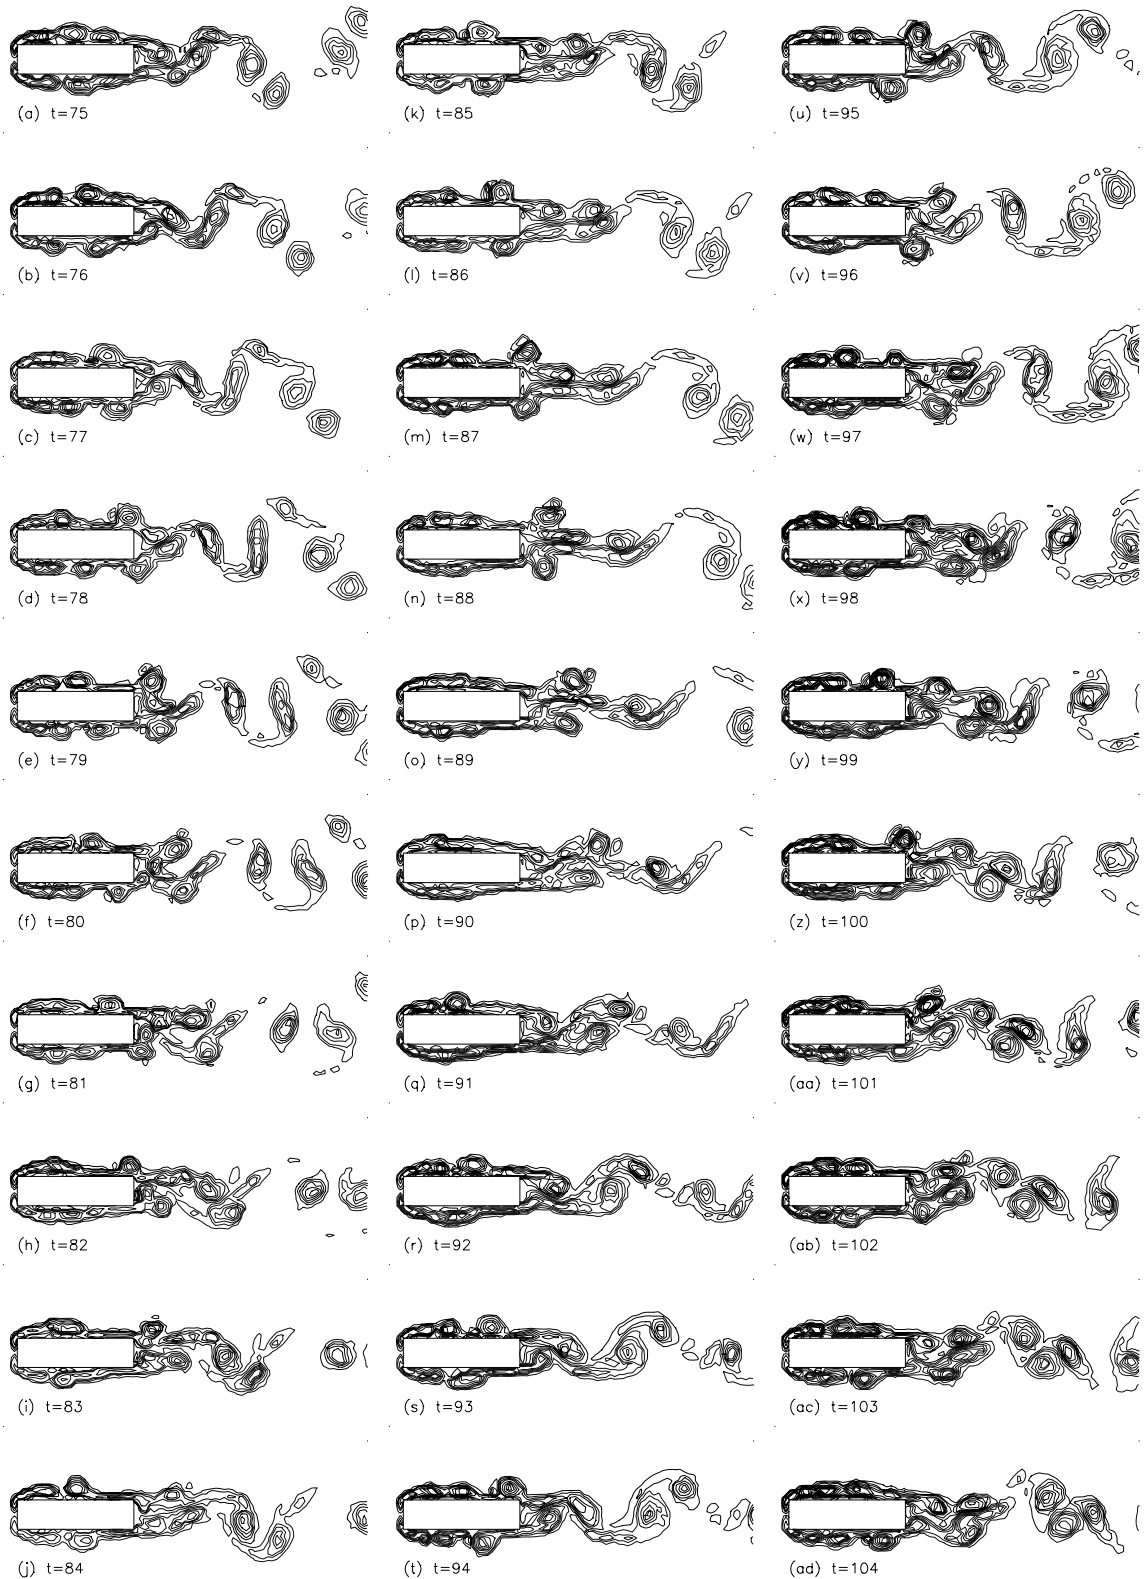 (a) t=75
(k) t=85
(u) t=95
(b) t=76
(l) t=86
(v) t=96
(c) t=77
(m) t=87
(w) t=97
(d) t=78
(n) t=88
(x) t=98
(e) t=79
(o) t=89
(y) t=99
(f) t=80
(p) t=90
(z) t=100
(g) t=81
(q) t=91
(aa) t=101
(h) t=82
(r) t=92
(ab) t=102
(i) t=83
(s) t=93
(ac) t=103
(j) t=84
(t) t=94
(ad) t=104